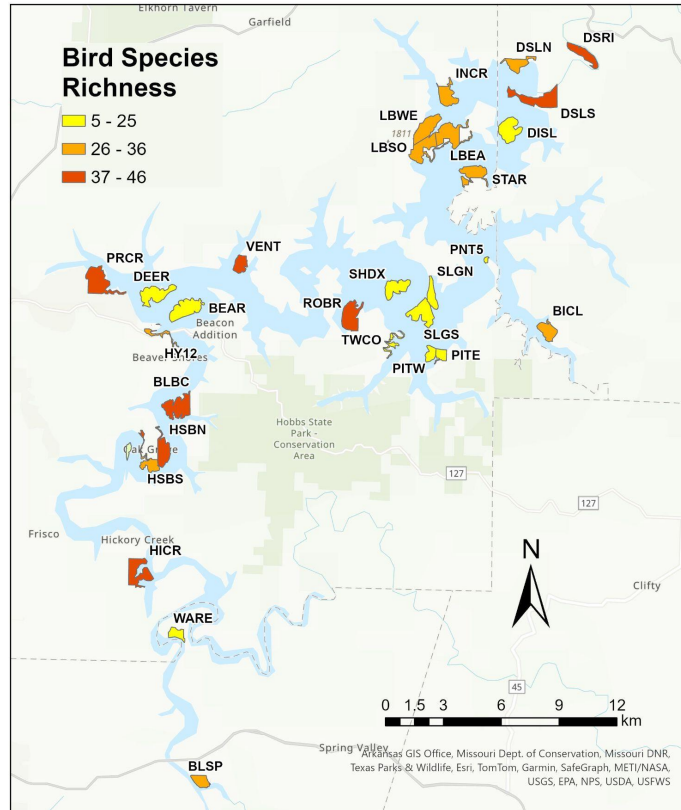 Elkhorn Tavern
Garfield
Bird Species
Richness
5 - 25
26 - 36
37 - 46
DSLN
DSRI
INCR
DSLS
LBWE
1811
DISL
LBSO
LBEA
STAR
VENT
PNT5
PRCR
SHDX
SLGN
DEER
ROBR
BEAR
BICL
Beacon
Addition
TWCO
SLGS
HY12
Beaver Shores
PITW
PITE
BLBC
HSBN
Hobbs State
Park -
Conservation
Area
Oak Grove
HSBS
127
127
Frisco
Hickory Creek
HICR
N
Clifty
WARE
45
0 1.5 3 6 9 12
km
Spring Valley
BLSP
Arkansas GIS Office, Missouri Dept. of Conservation, Missouri DNR,
Texas Parks & Wildlife, Esri, TomTom, Garmin, SafeGraph, METI/NASA,
USGS, EPA, NPS, USDA, USFWS